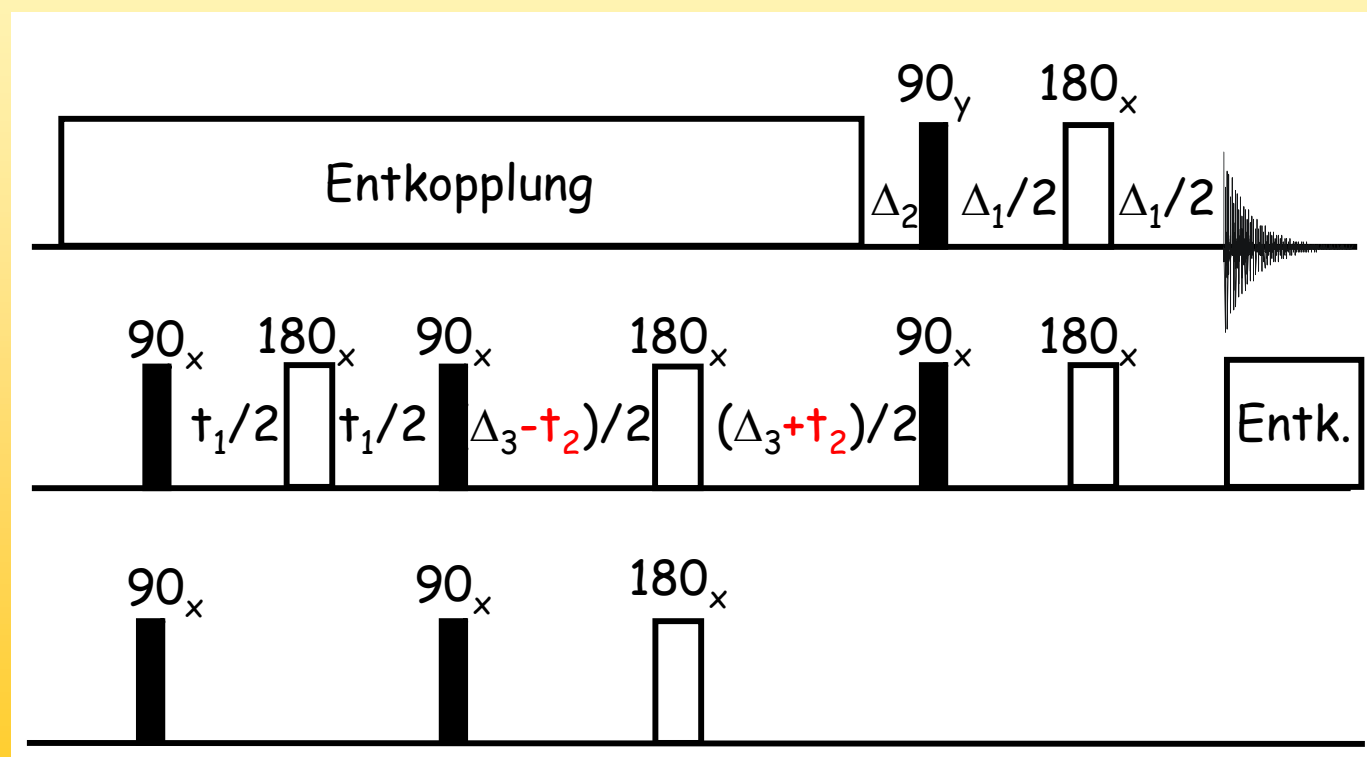 90y 180x
Entkopplung Δ2 Δ1/2 Δ1/2
90x 180x 90x 180x 90x 180x
t1/2 t1/2 (Δ3-t2)/2 (Δ3+t2)/2 Entk.
90x 90x 180x